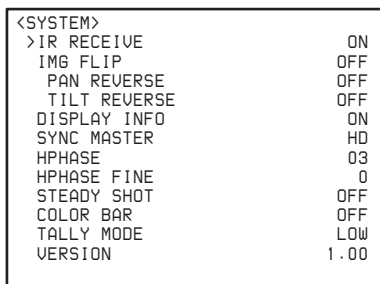 <SYSTEM>
>IR RECEIVE ON
IMG FLIP OFF
PAN REVERSE OFF
TILT REVERSE OFF
DISPLAY INFO ON
SYNC MASTER HD
HPHASE 03
HPHASE FINE 0
STEADY SHOT OFF
COLOR BAR OFF
TALLY MODE LOW
VERSION 1.00